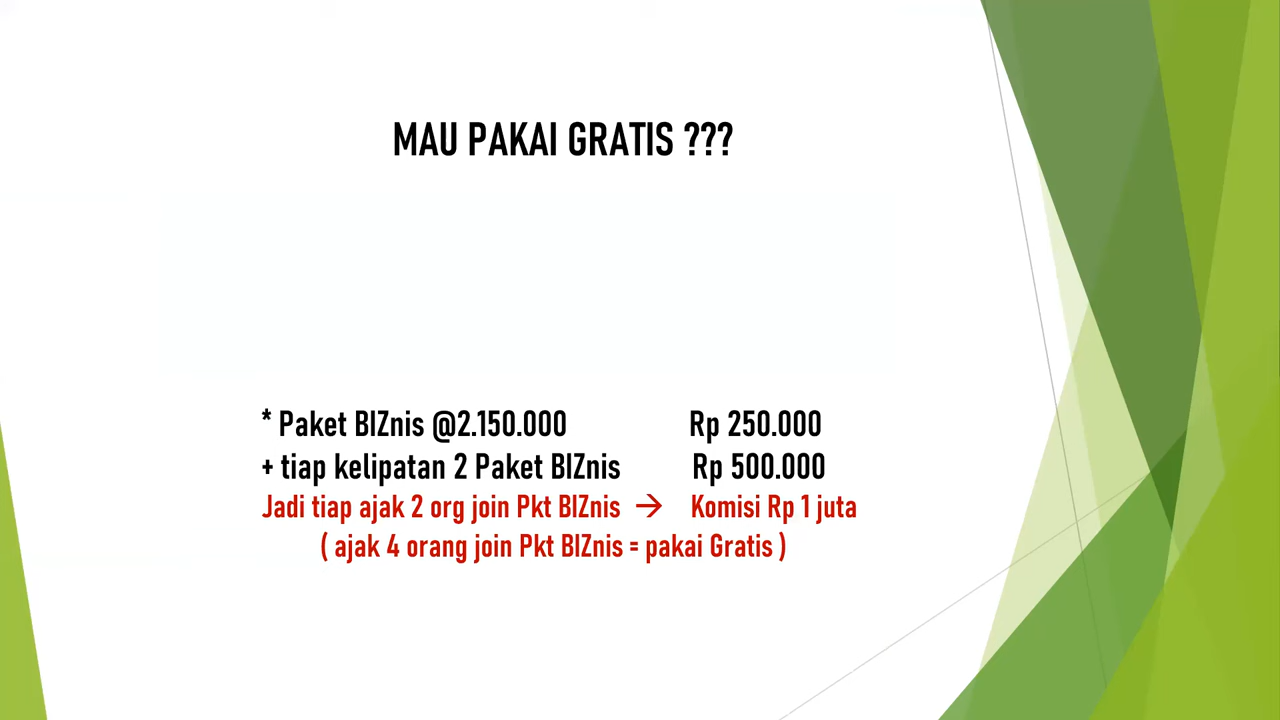 MAU PAKAI GRATIS ???
* Paket BIZnis @2.150.000 Rp 250.000
+ tiap kelipatan 2 Paket BIZnis Rp 500.000
Jadi tiap ajak 2 org join Pkt BIZnis → Komisi Rp 1 juta
( ajak 4 orang join Pkt BIZnis = pakai Gratis )